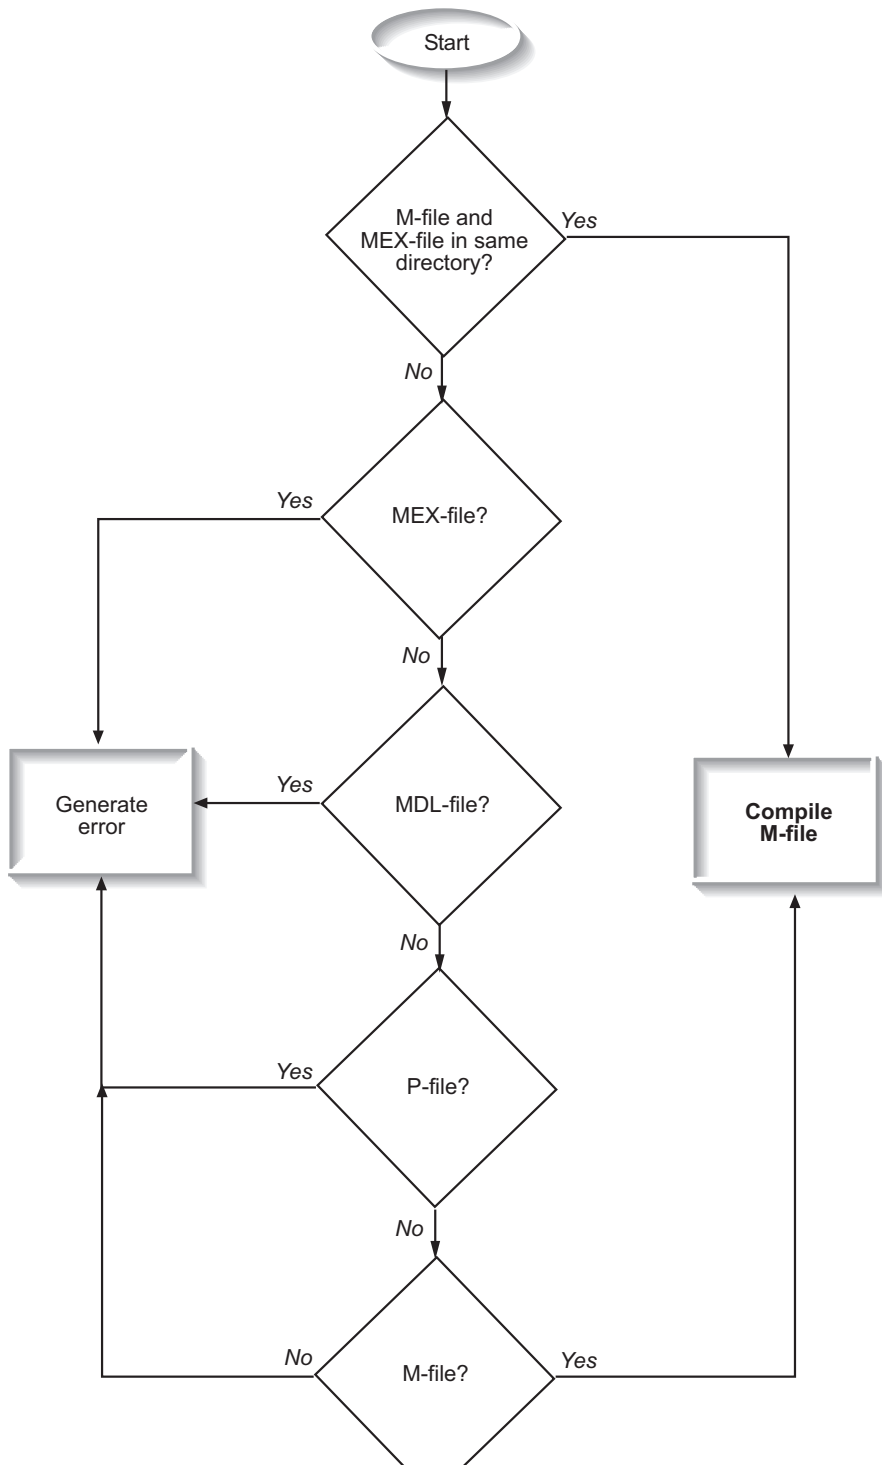 Start
M-file and
MEX-file in same
directory?
Yes
No
MEX-file?
Yes
No
MDL-file?
Yes
Generate
error
Compile
M-file
No
P-file?
Yes
No
M-file?
No
Yes